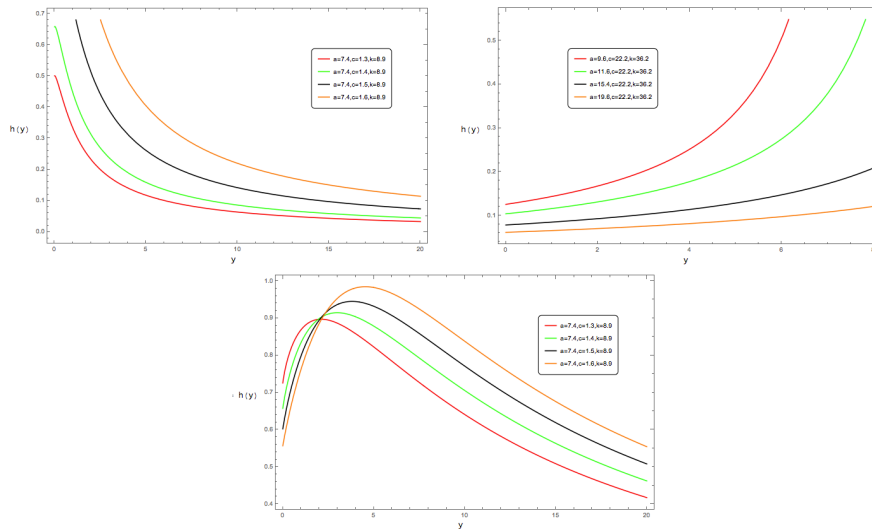 0.7
0.6
0.5
0.4
0.3
0.2
0.1
0.0
h(y)
0
5
10
15
20
y
a=7.4,c=1.3,k=8.9
a=7.4,c=1.4,k=8.9
a=7.4,c=1.5,k=8.9
a=7.4,c=1.6,k=8.9
0.5
0.4
0.3
0.2
0.1
h(y)
0
2
4
6
8
y
a=9.6,c=22.2,k=36.2
a=11.6,c=22.2,k=36.2
a=15.4,c=22.2,k=36.2
a=19.6,c=22.2,k=36.2
1.0
0.9
0.8
0.7
0.6
0.5
0.4
h(y)
0
5
10
15
20
y
a=7.4,c=1.3,k=8.9
a=7.4,c=1.4,k=8.9
a=7.4,c=1.5,k=8.9
a=7.4,c=1.6,k=8.9